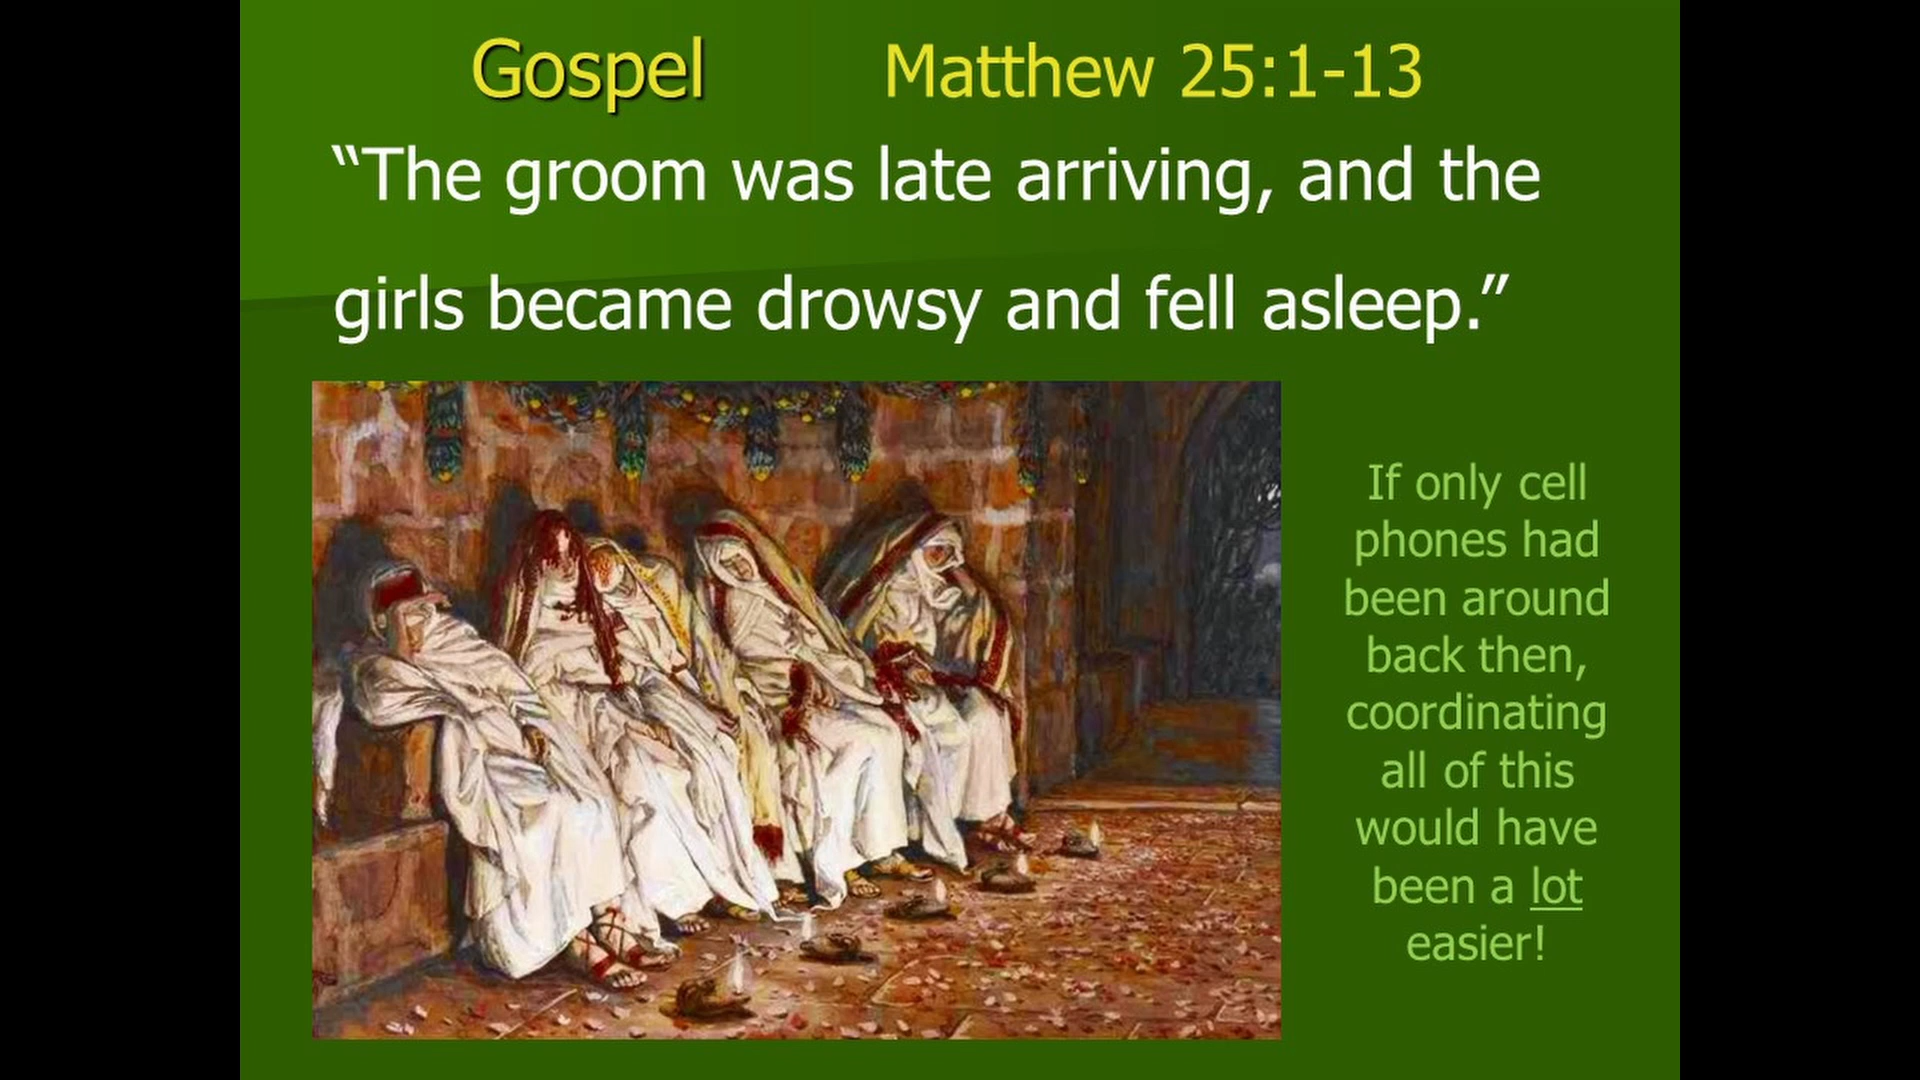 Gospel Matthew 25:1-13
“The groom was late arriving, and the
girls became drowsy and fell asleep.”
If only cell
phones had
been around
back then,
coordinating
all of this
would have
been a lot
easier!